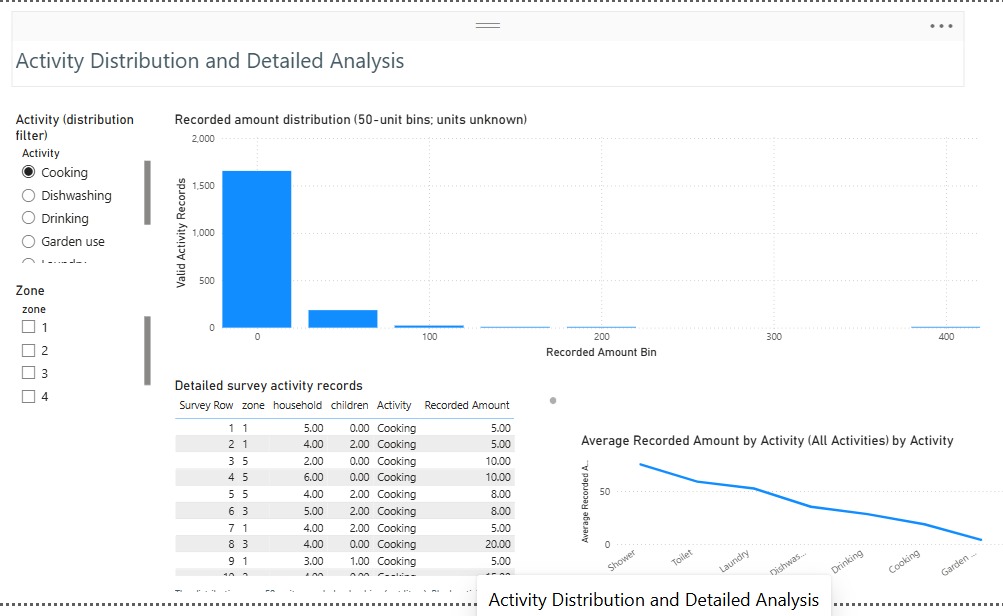 Activity Distribution and Detailed Analysis
Activity (distribution
filter)
Activity
Cooking
Dishwashing
Drinking
Garden use
Zone
zone
1
2
3
4
Recorded amount distribution (50-unit bins; units unknown)
Valid Activity Records
2,000
1,500
1,000
500
0
0 100 200 300 400
Recorded Amount Bin
Detailed survey activity records
Survey Row zone household children Activity Recorded Amount
1 1 5.00 0.00 Cooking 5.00
2 1 4.00 2.00 Cooking 5.00
3 5 2.00 0.00 Cooking 10.00
4 5 6.00 0.00 Cooking 10.00
5 5 4.00 2.00 Cooking 8.00
6 3 5.00 2.00 Cooking 8.00
7 1 4.00 2.00 Cooking 5.00
8 3 4.00 0.00 Cooking 20.00
9 1 3.00 1.00 Cooking 5.00
Average Recorded Amount by Activity (All Activities) by Activity
Average Recorded A...
50
0
Shower Toilet Laundry Dishwas... Drinking Cooking Garden ...
Activity Distribution and Detailed Analysis